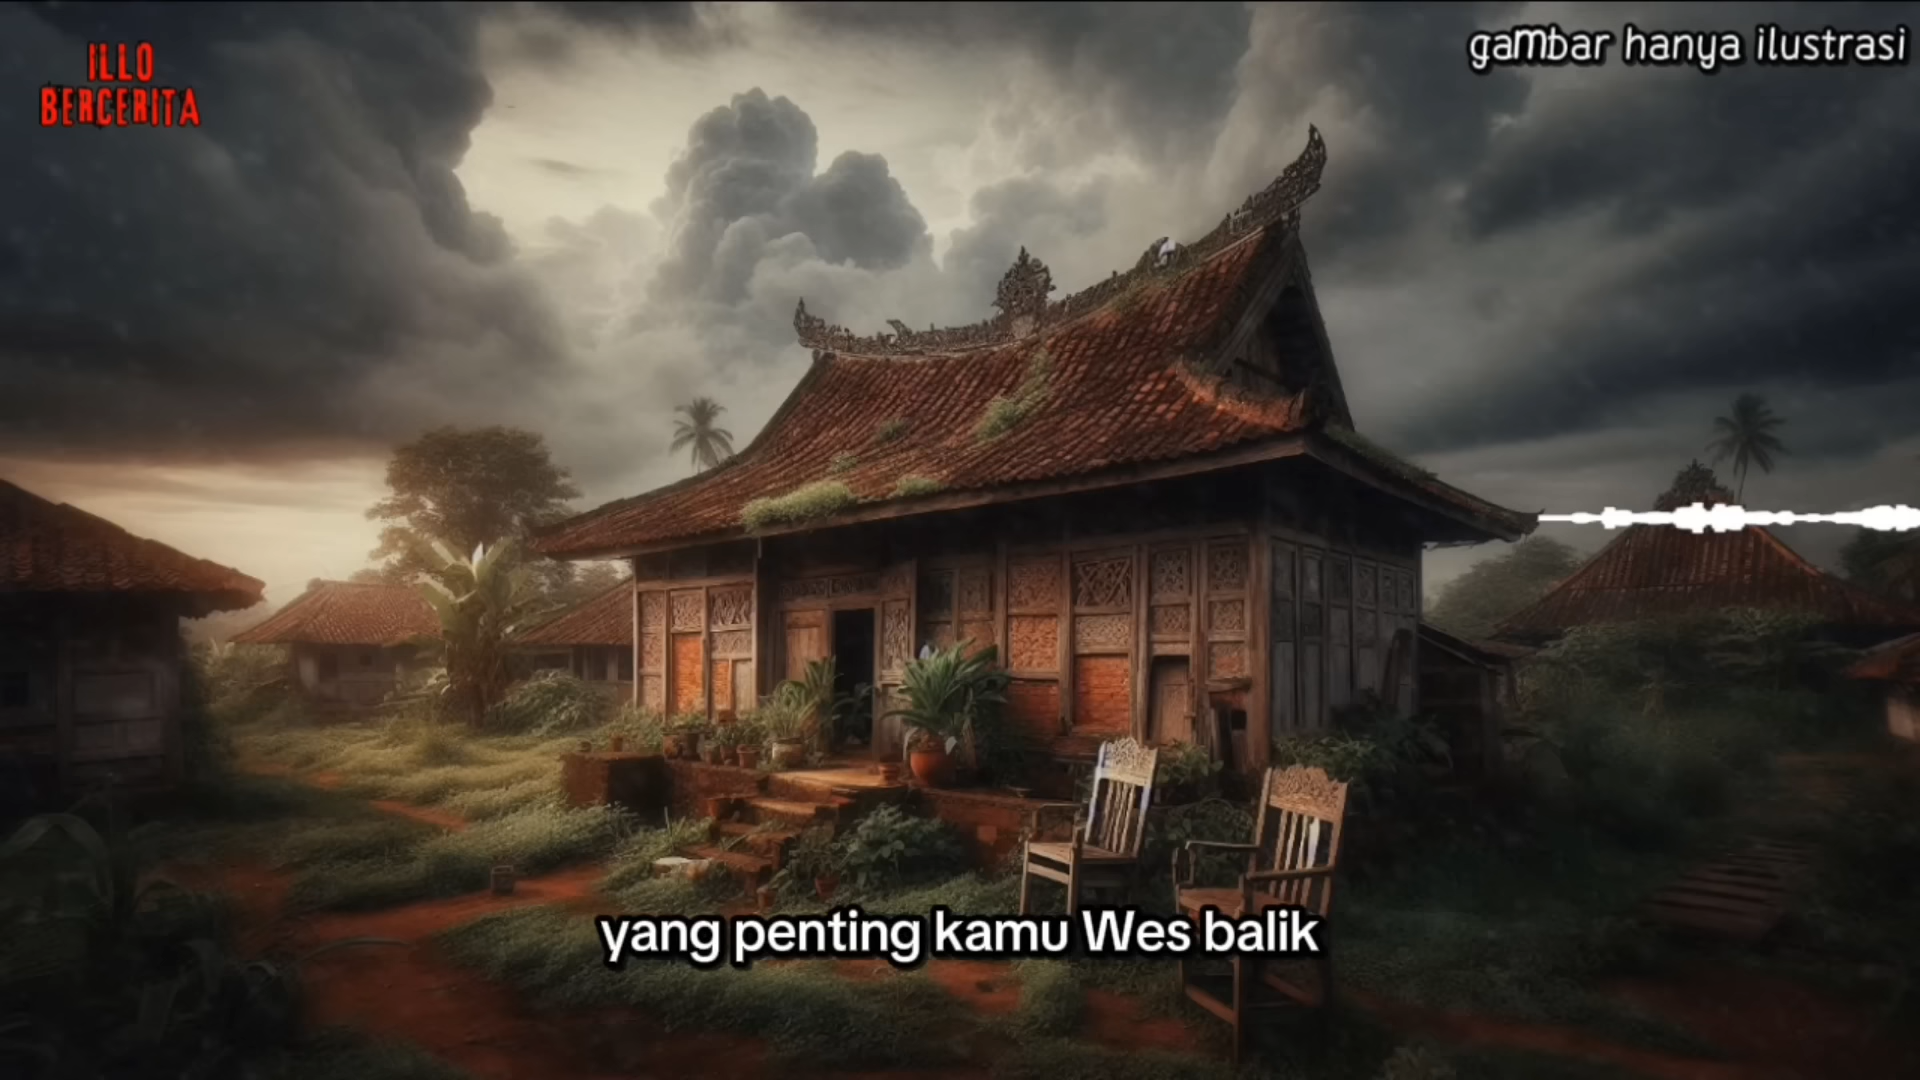 ILLO
BERCERITA
gambar hanya ilustrasi
yang penting kamu Wes balik